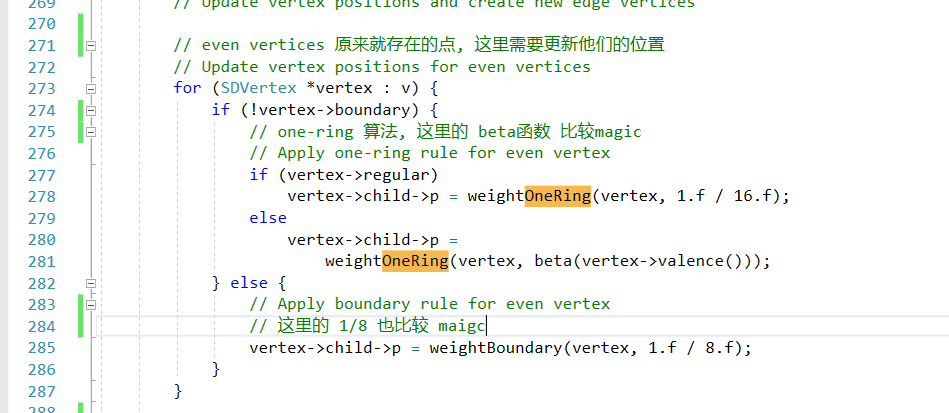 269 // Update vertex positions and create new edge vertices
270
271 // even vertices 原来就存在的点, 这里需要更新他们的位置
272 // Update vertex positions for even vertices
273 for (SDVertex *vertex : v) {
274 if (!vertex->boundary) {
275 // one-ring 算法, 这里的 beta函数 比较magic
276 // Apply one-ring rule for even vertex
277 if (vertex->regular)
278 vertex->child->p = weightOneRing(vertex, 1.f / 16.f);
279 else
280 vertex->child->p =
281 weightOneRing(vertex, beta(vertex->valence()));
282 } else {
283 // Apply boundary rule for even vertex
284 // 这里的 1/8 也比较 maigc
285 vertex->child->p = weightBoundary(vertex, 1.f / 8.f);
286 }
287 }
288